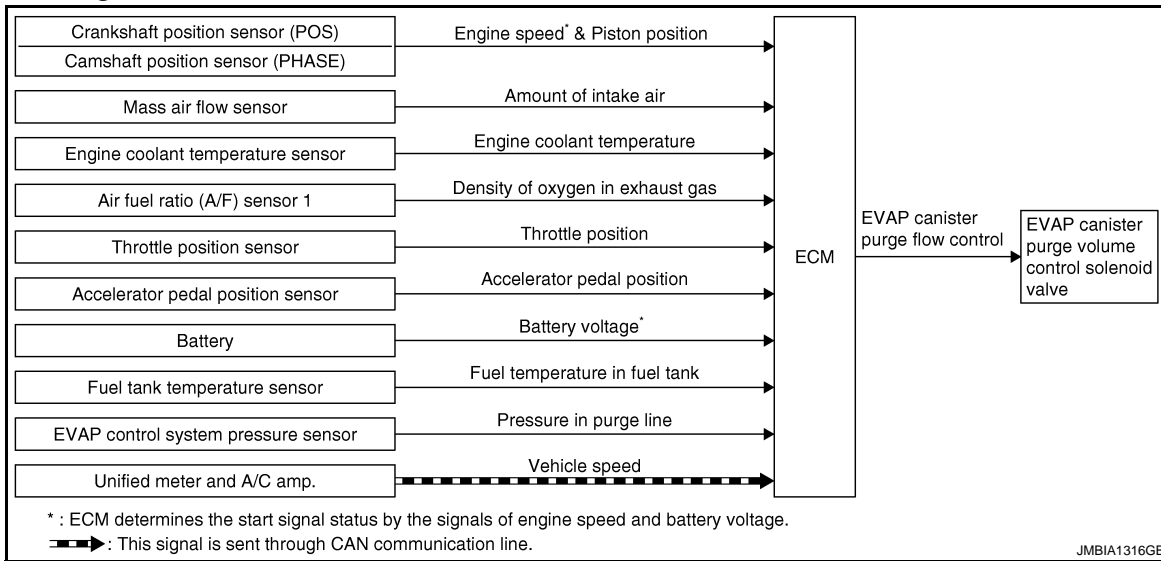 Crankshaft position sensor (POS)
Camshaft position sensor (PHASE)
Engine speed* & Piston position
Mass air flow sensor
Amount of intake air
Engine coolant temperature sensor
Engine coolant temperature
Air fuel ratio (A/F) sensor 1
Density of oxygen in exhaust gas
Throttle position sensor
Throttle position
Accelerator pedal position sensor
Accelerator pedal position
Battery
Battery voltage*
Fuel tank temperature sensor
Fuel temperature in fuel tank
EVAP control system pressure sensor
Pressure in purge line
Unified meter and A/C amp.
Vehicle speed
ECM
EVAP canister
purge flow control
EVAP canister
purge volume
control solenoid
valve
* : ECM determines the start signal status by the signals of engine speed and battery voltage.
: This signal is sent through CAN communication line.